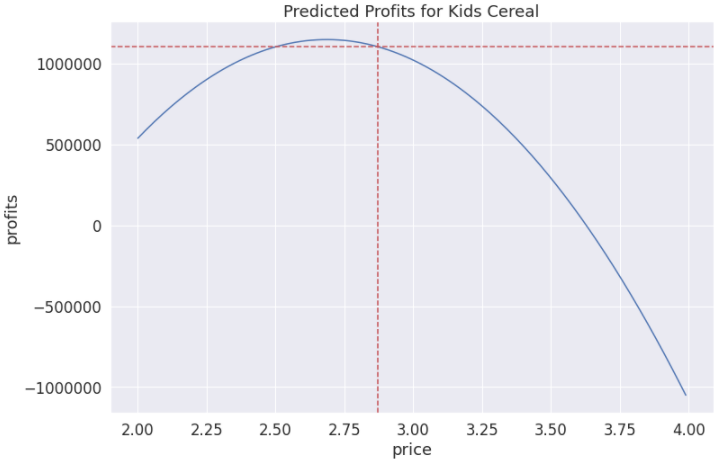 Predicted Profits for Kids Cereal
profits
1000000
500000
0
−500000
−1000000
2.00 2.25 2.50 2.75 3.00 3.25 3.50 3.75 4.00
price